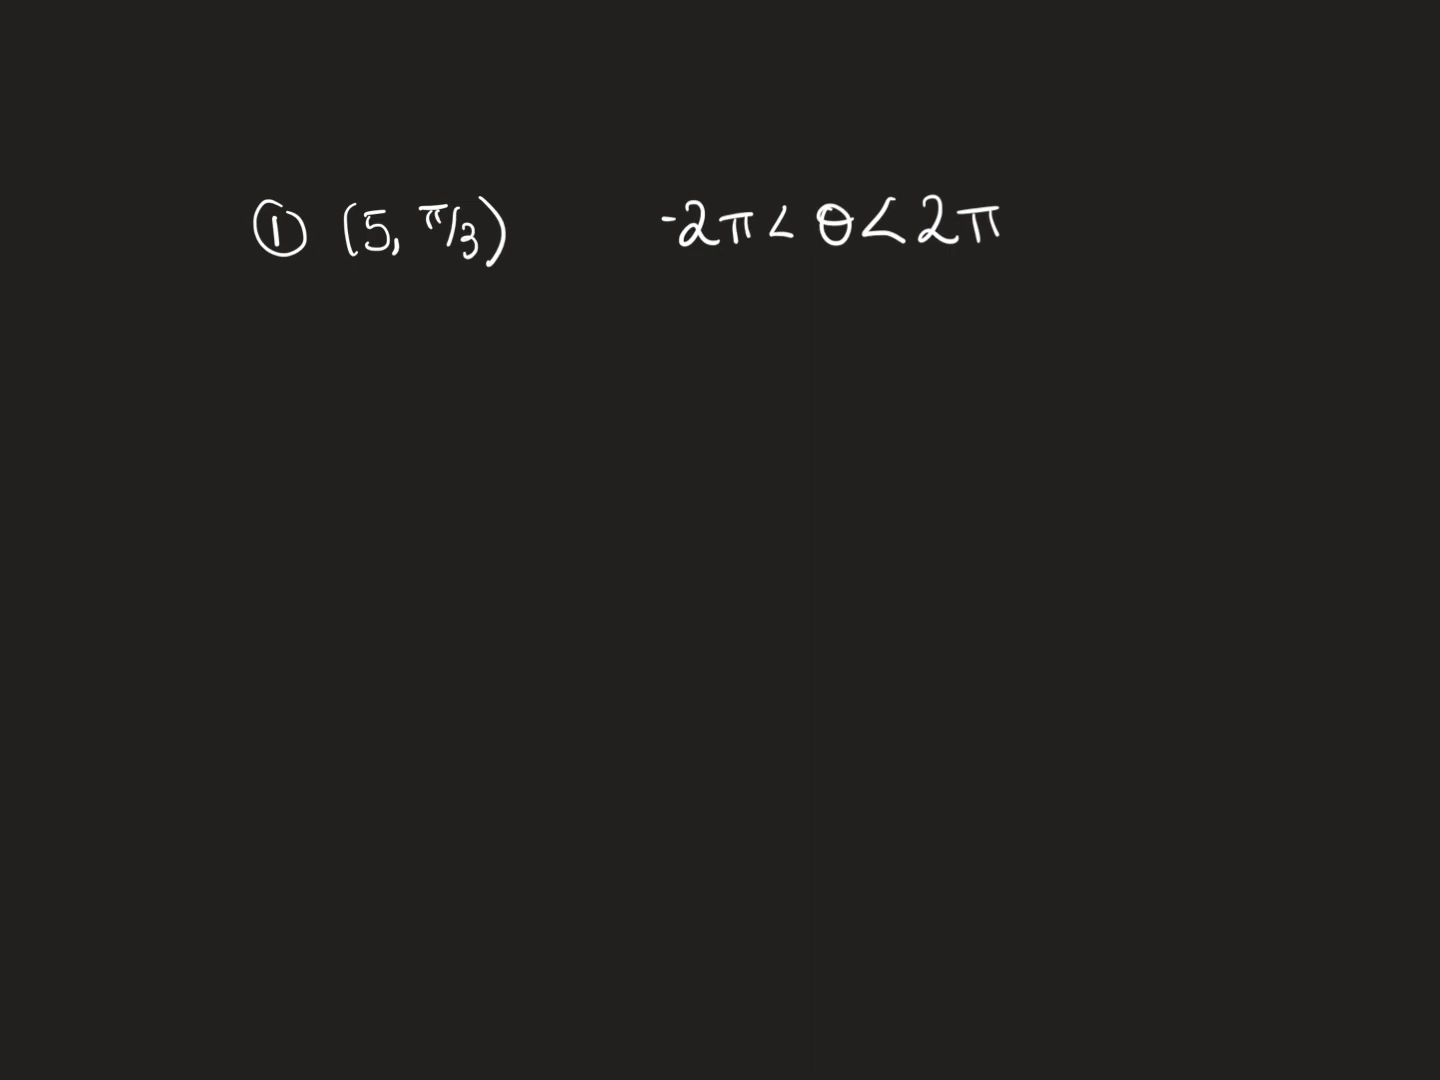 ① (5, π/3) -2π < θ < 2π